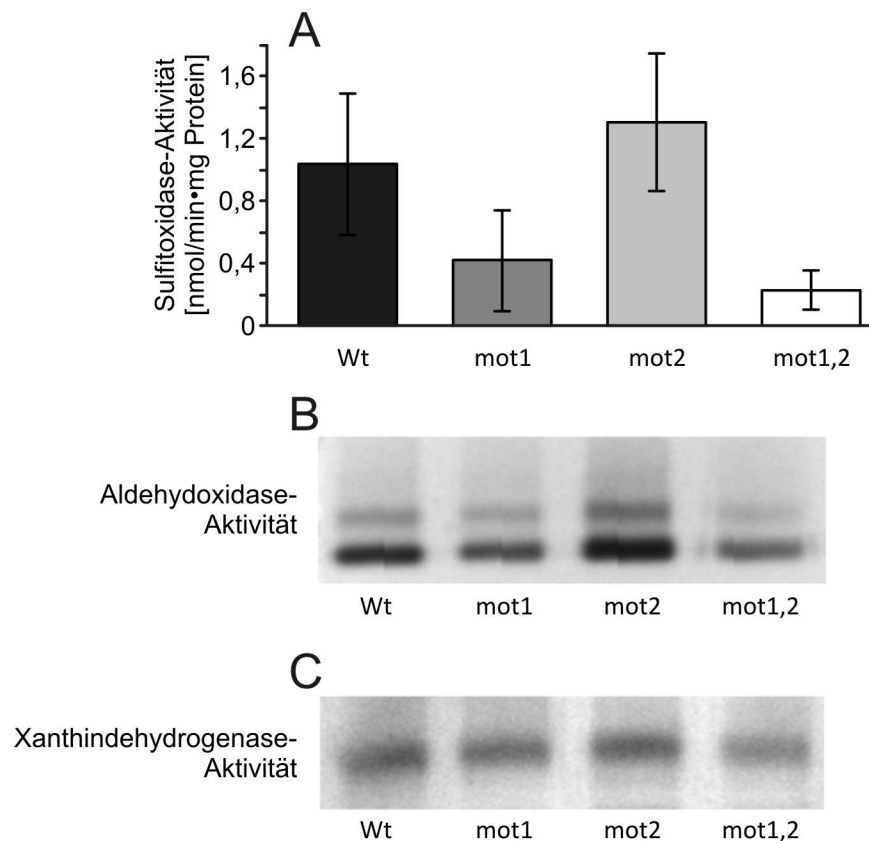 A
Sulfitoxidase-Aktivität
[nmol/min•mg Protein]
1,6
1,2
0,8
0,4
0
Wt mot1 mot2 mot1,2
B
Aldehydoxidase-
Aktivität
Wt mot1 mot2 mot1,2
C
Xanthindehydrogenase-
Aktivität
Wt mot1 mot2 mot1,2